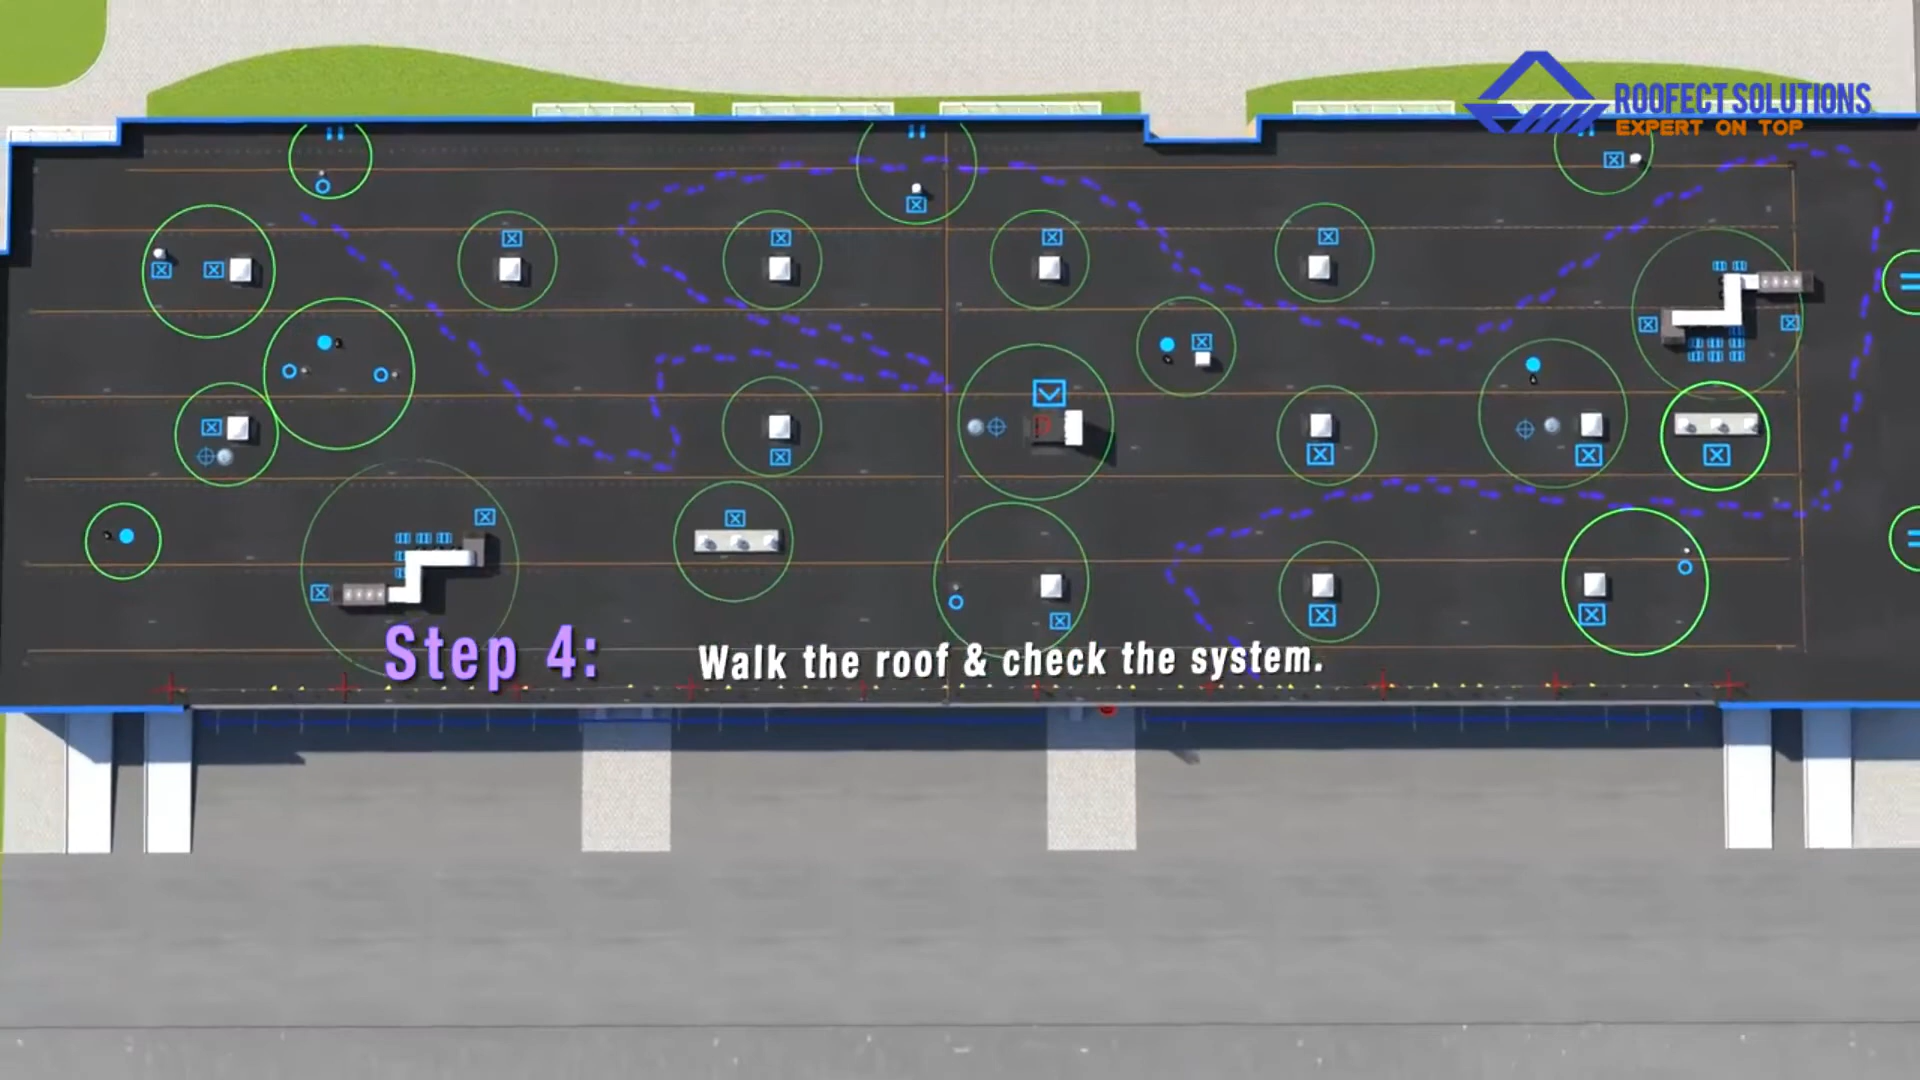 ROOFECT SOLUTIONS
EXPERT ON TOP
Step 4: Walk the roof & check the system.